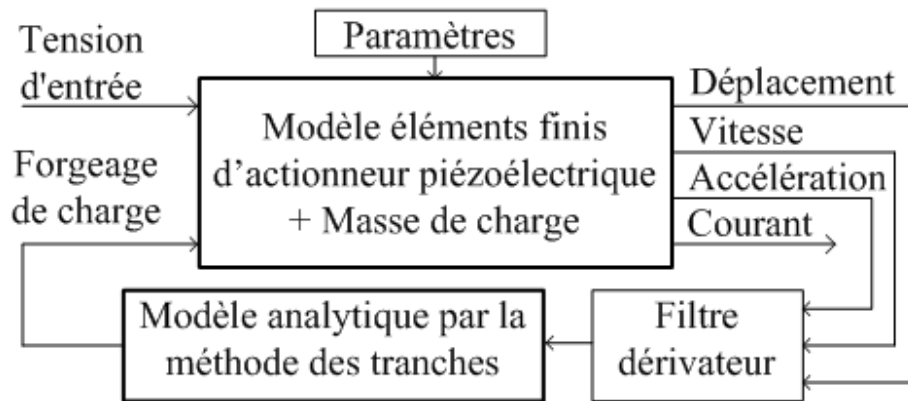 Paramètres
Tension
d'entrée
Forgeage
de charge
Modèle éléments finis
d’actionneur piézoélectrique
+ Masse de charge
Déplacement
Vitesse
Accélération
Courant
Modèle analytique par la
méthode des tranches
Filtre
dérivateur